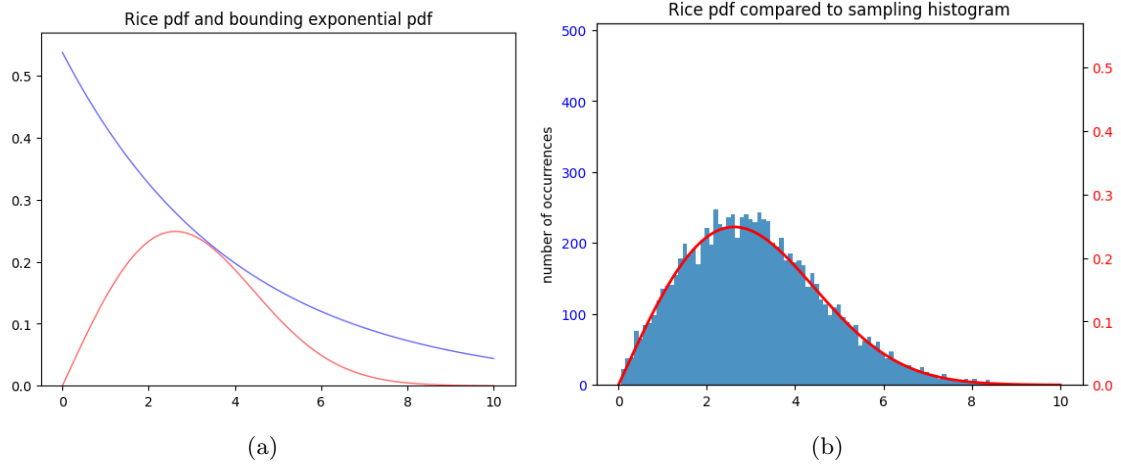 Rice pdf and bounding exponential pdf
0.5
0.4
0.3
0.2
0.1
0.0
0 2 4 6 8 10
(a)
Rice pdf compared to sampling histogram
number of occurrences
500
400
300
200
100
0
0.5
0.4
0.3
0.2
0.1
0.0
0 2 4 6 8 10
(b)